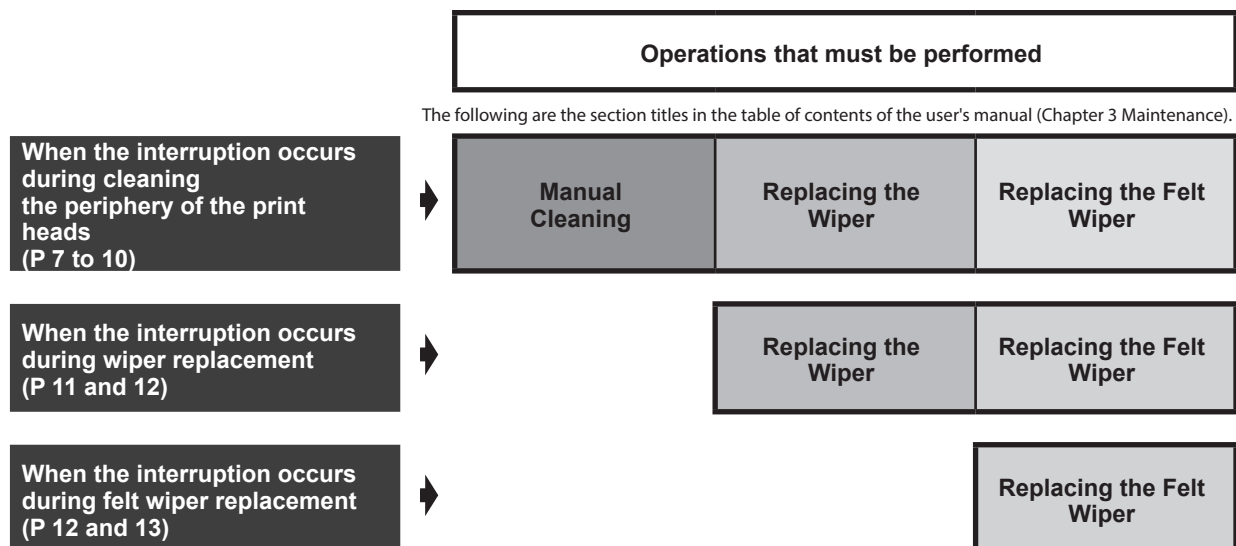 Operations that must be performed
The following are the section titles in the table of contents of the user's manual (Chapter 3 Maintenance).
When the interruption occurs
during cleaning
the periphery of the print
heads
(P 7 to 10)
Manual
Cleaning
Replacing the
Wiper
Replacing the Felt
Wiper
When the interruption occurs
during wiper replacement
(P 11 and 12)
Replacing the
Wiper
Replacing the Felt
Wiper
When the interruption occurs
during felt wiper replacement
(P 12 and 13)
Replacing the Felt
Wiper